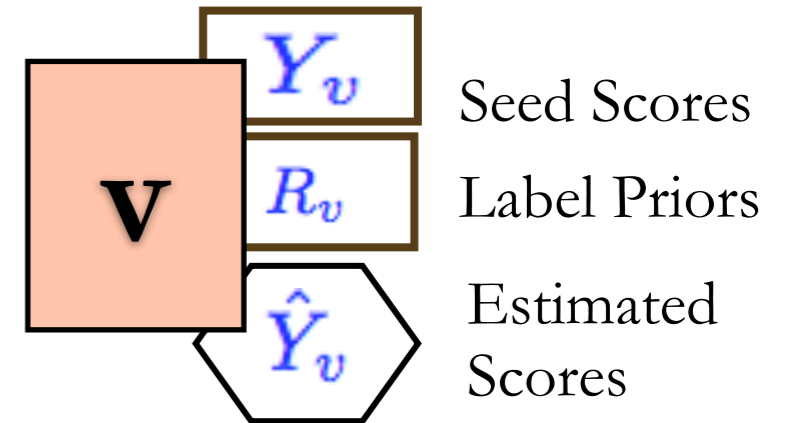 Y_v
Seed Scores
v
R_v
Label Priors
Ŷ_v
Estimated
Scores